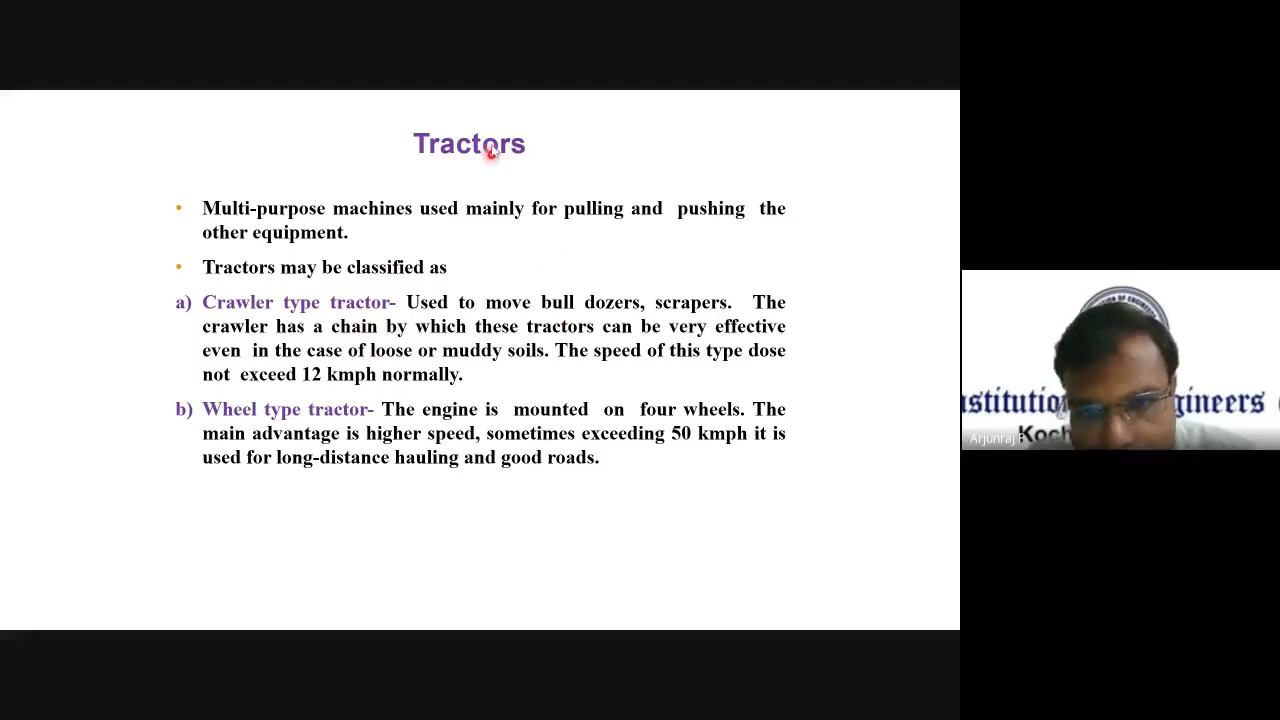 Tractors
• Multi-purpose machines used mainly for pulling and pushing the
other equipment.
• Tractors may be classified as
a) Crawler type tractor- Used to move bull dozers, scrapers. The
crawler has a chain by which these tractors can be very effective
even in the case of loose or muddy soils. The speed of this type dose
not exceed 12 kmph normally.
b) Wheel type tractor- The engine is mounted on four wheels. The
main advantage is higher speed, sometimes exceeding 50 kmph it is
used for long-distance hauling and good roads.
Arjunraj